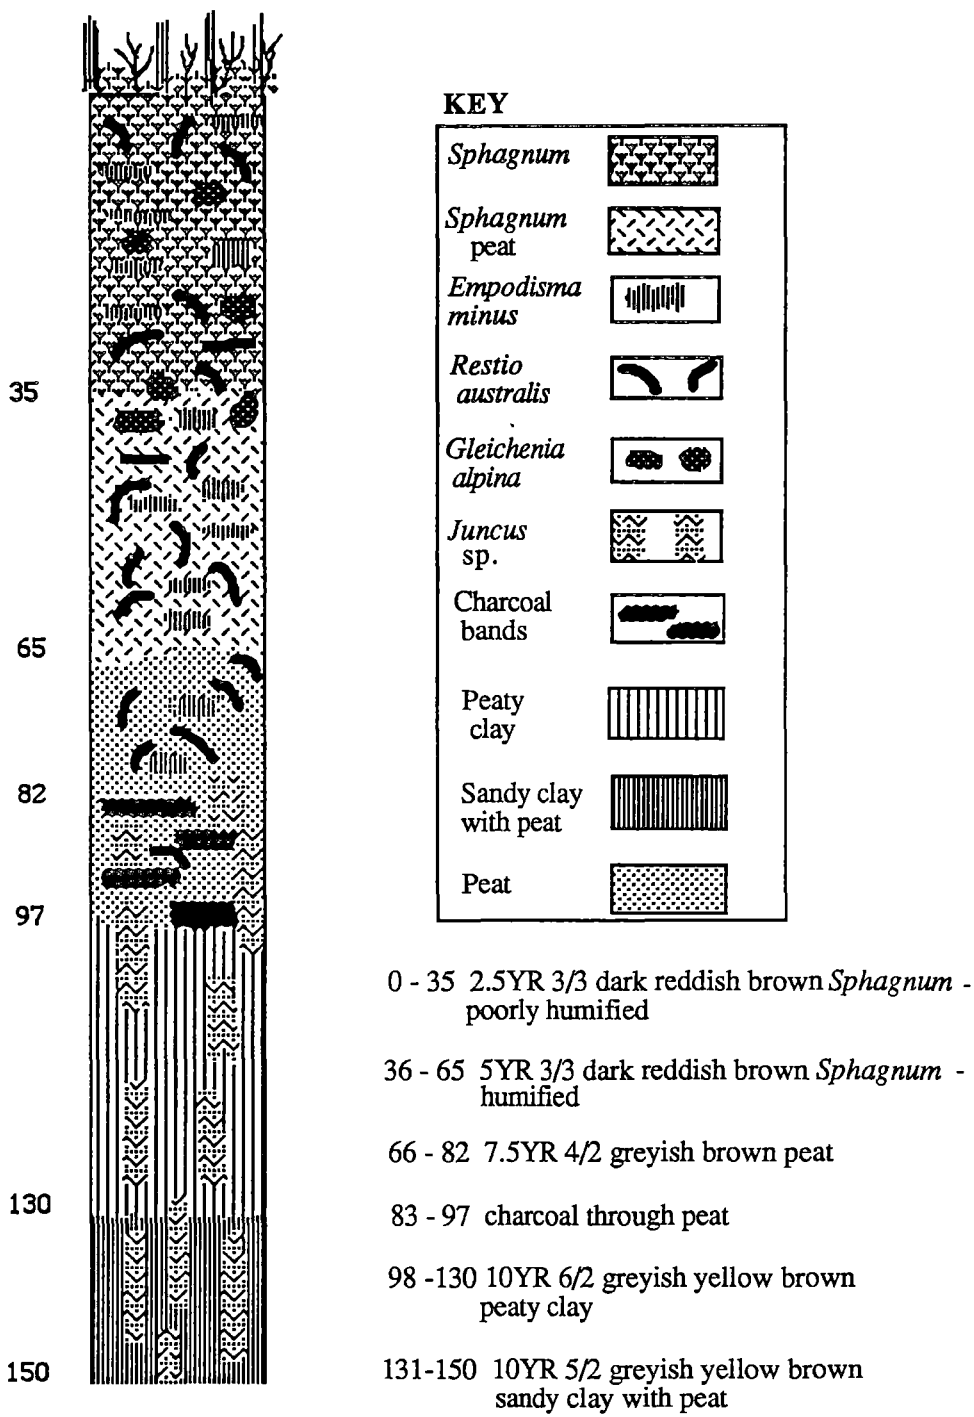 KEY
Sphagnum
Sphagnum
peat
Empodisma
minus
Restio
australis
Gleichenia
alpina
Juncus
sp.
Charcoal
bands
Peaty
clay
Sandy clay
with peat
Peat
35
65
82
97
130
150
0 - 35 2.5YR 3/3 dark reddish brown Sphagnum -
poorly humified
36 - 65 5YR 3/3 dark reddish brown Sphagnum -
humified
66 - 82 7.5YR 4/2 greyish brown peat
83 - 97 charcoal through peat
98 -130 10YR 6/2 greyish yellow brown
peaty clay
131-150 10YR 5/2 greyish yellow brown
sandy clay with peat